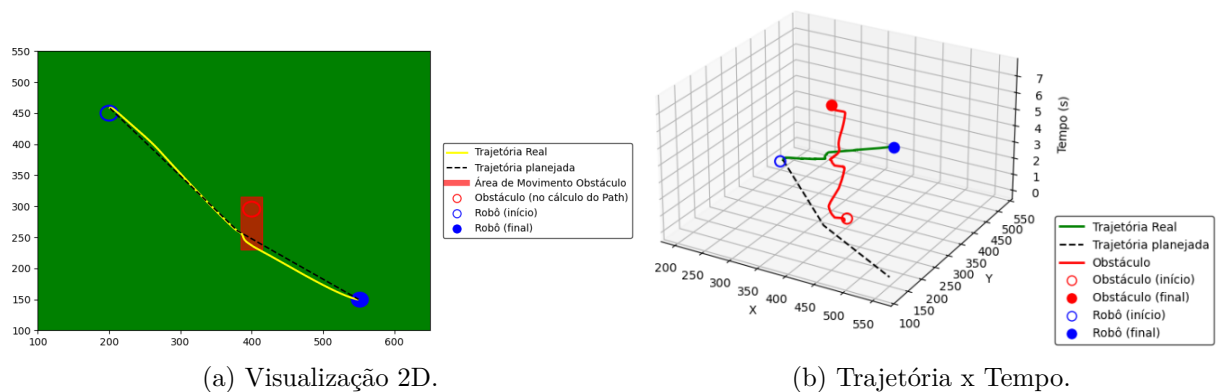 550
500
450
400
350
300
250
200
150
100
100
200
300
400
500
600
Trajetória Real
Trajetória planejada
Área de Movimento Obstáculo
Obstáculo (no cálculo do Path)
Robô (início)
Robô (final)
(a) Visualização 2D.
7
6
5
4
3
2
1
0
Tempo (s)
550
500
450
400
350
300
250
200
150
100
Y
200
250
300
350
400
450
500
550
X
Trajetória Real
Trajetória planejada
Obstáculo
Obstáculo (início)
Obstáculo (final)
Robô (início)
Robô (final)
(b) Trajetória x Tempo.